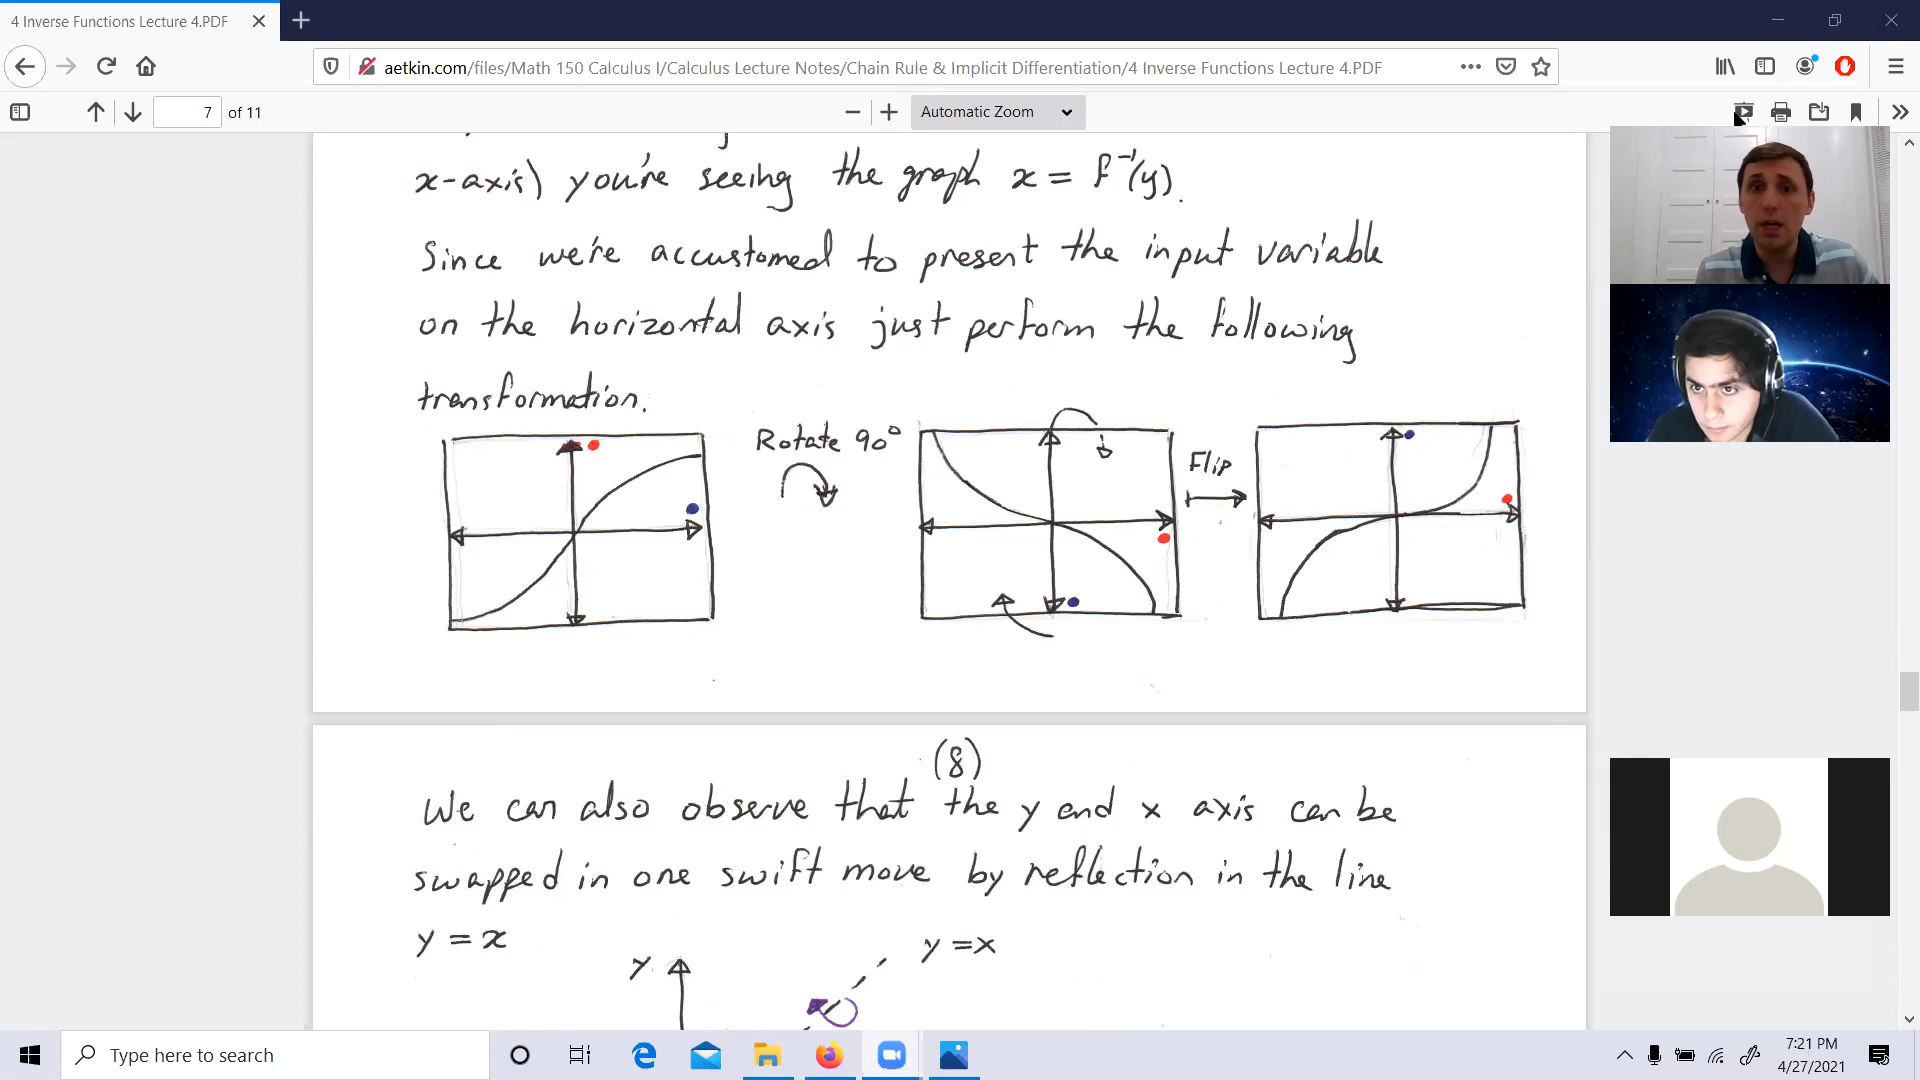 4 Inverse Functions Lecture 4.PDF
aetkin.com/files/Math 150 Calculus I/Calculus Lecture Notes/Chain Rule & Implicit Differentiation/4 Inverse Functions Lecture 4.PDF
7 of 11
Automatic Zoom
x-axis) you're seeing the graph x = f⁻¹(y).
Since we're accustomed to present the input variable
on the horizontal axis just perform the following
transformation.
Rotate 90°
Flip
(8)
We can also observe that the y and x axis can be
swapped in one swift move by reflection in the line
y = x
y
y = x
Type here to search
7:21 PM
4/27/2021